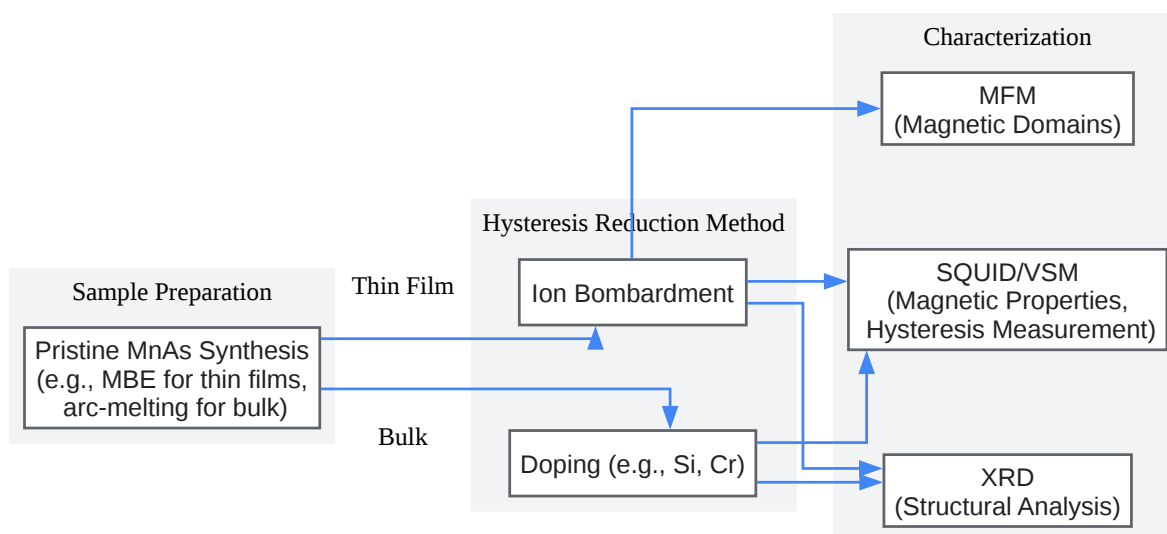 Sample Preparation
Pristine MnAs Synthesis
(e.g., MBE for thin films,
arc-melting for bulk)
Thin Film
Bulk
Hysteresis Reduction Method
Ion Bombardment
Doping (e.g., Si, Cr)
Characterization
MFM
(Magnetic Domains)
SQUID/VSM
(Magnetic Properties,
Hysteresis Measurement)
XRD
(Structural Analysis)